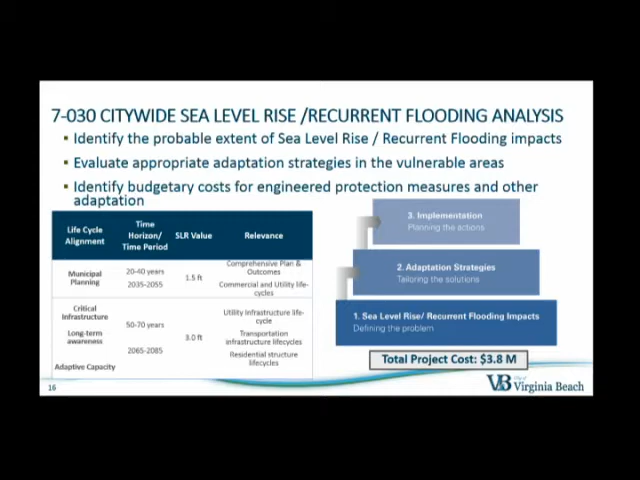 7-030 CITYWIDE SEA LEVEL RISE /RECURRENT FLOODING ANALYSIS
▪ Identify the probable extent of Sea Level Rise / Recurrent Flooding impacts
▪ Evaluate appropriate adaptation strategies in the vulnerable areas
▪ Identify budgetary costs for engineered protection measures and other
adaptation
Life Cycle
Alignment
Time
Horizon/
Time Period
SLR Value
Relevance
Municipal
Planning
20-40 years
2035-2055
1.5 ft
Comprehensive Plan &
Outcomes
Commercial and Utility life-
cycles
Critical
Infrastructure
Long-term
awareness
Adaptive Capacity
50-70 years
2065-2085
3.0 ft
Utility Infrastructure life-
cycle
Transportation
infrastructure lifecycles
Residential structure
lifecycles
3. Implementation
Planning the actions
2. Adaptation Strategies
Tailoring the solutions
1. Sea Level Rise/ Recurrent Flooding Impacts
Defining the problem
Total Project Cost: $3.8 M
16
VB City of
Virginia Beach